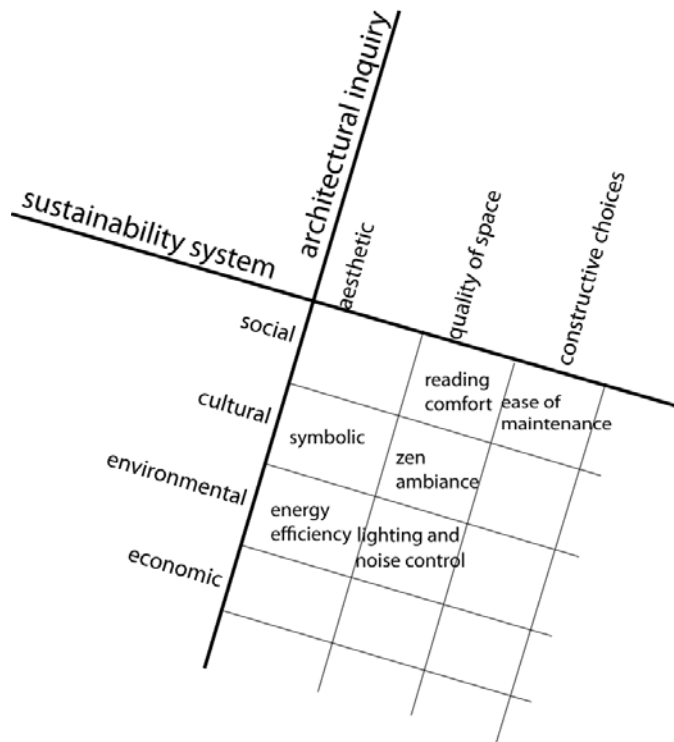 architectural inquiry
sustainability system
aesthetic
quality of space
constructive choices
social
reading
comfort
ease of
maintenance
cultural
symbolic
zen
ambiance
environmental
energy
efficiency
lighting and
noise control
economic